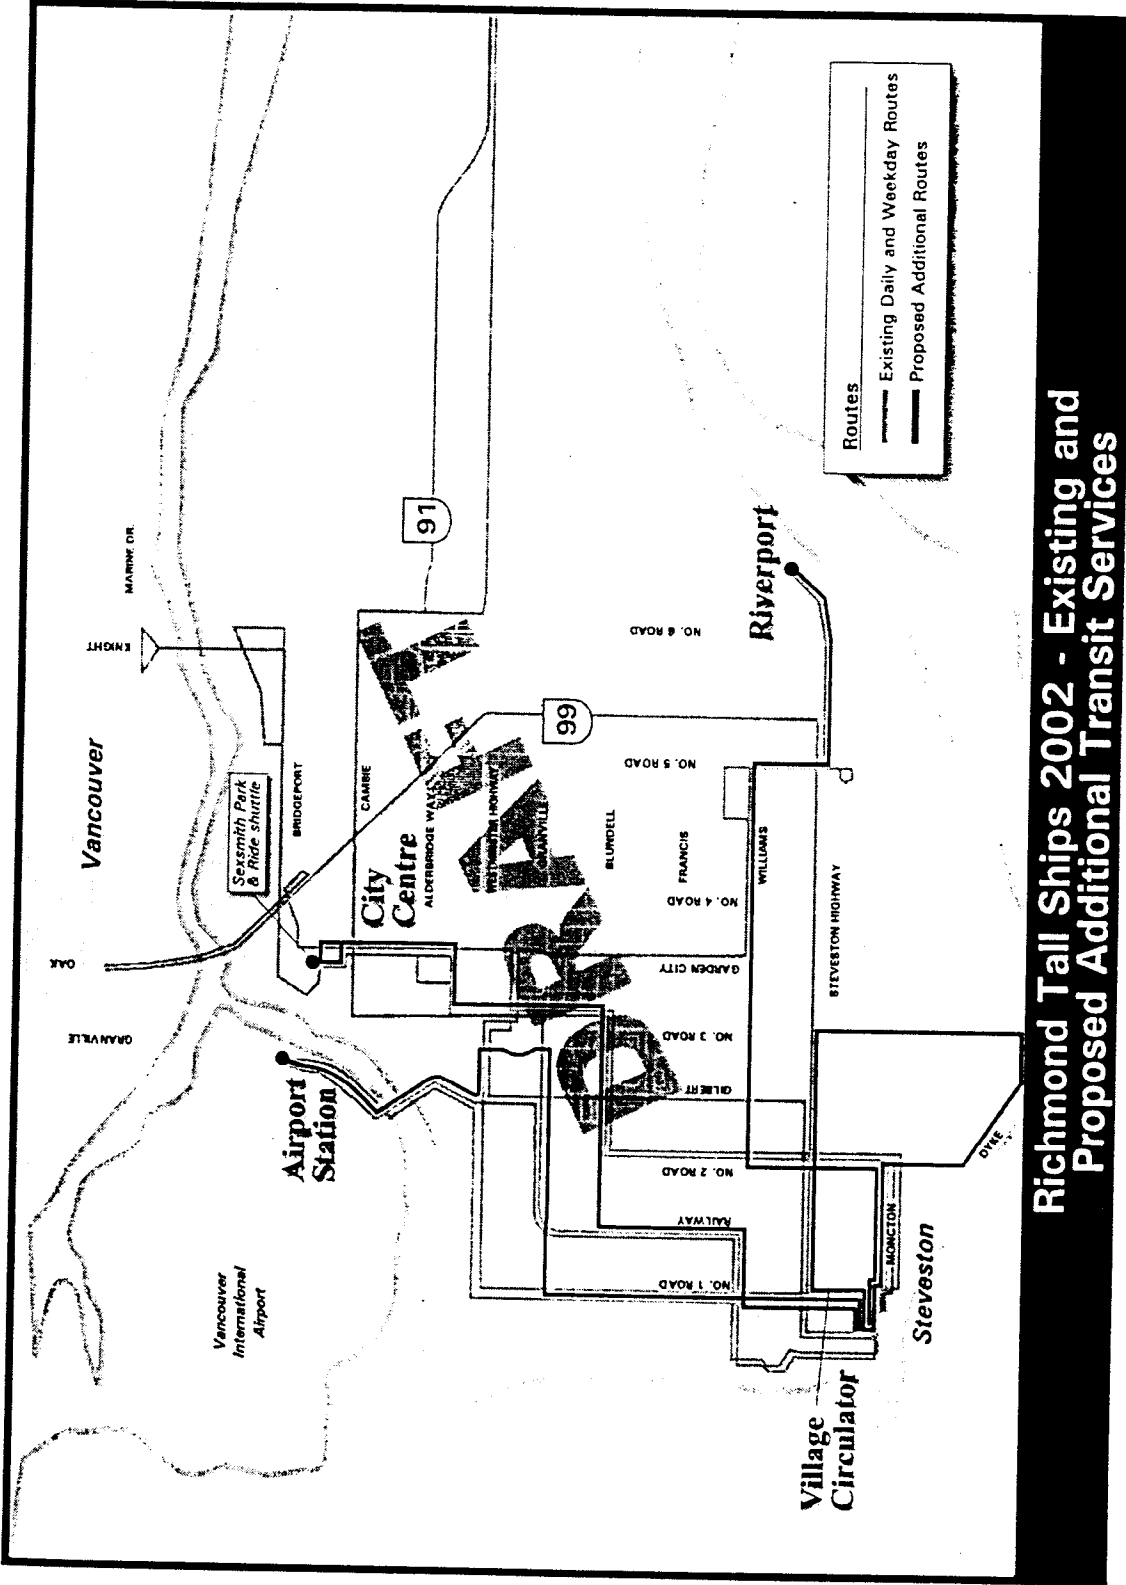 Richmond Tall Ships 2002 - Existing and
Proposed Additional Transit Services
Vancouver
MARINE DR.
KNIGHT
OAK
GRANVILLE
Sexsmith Park
& Ride shuttle
BRIDGEPORT
CAMBIE
City
Centre
ALDERBRIDGE WAY
WESTMINSTER HIGHWAY
GRANVILLE
BLUNDELL
FRANCIS
WILLIAMS
STEVESTON HIGHWAY
91
99
Airport
Station
Vancouver
International
Airport
NO. 1 ROAD
RAILWAY
NO. 2 ROAD
GILBERT
NO. 3 ROAD
GARDEN CITY
NO. 4 ROAD
NO. 5 ROAD
NO. 6 ROAD
Riverport
MONCTON
DYKE
Steveston
Village
Circulator
DRAFT
Routes
Existing Daily and Weekday Routes
Proposed Additional Routes